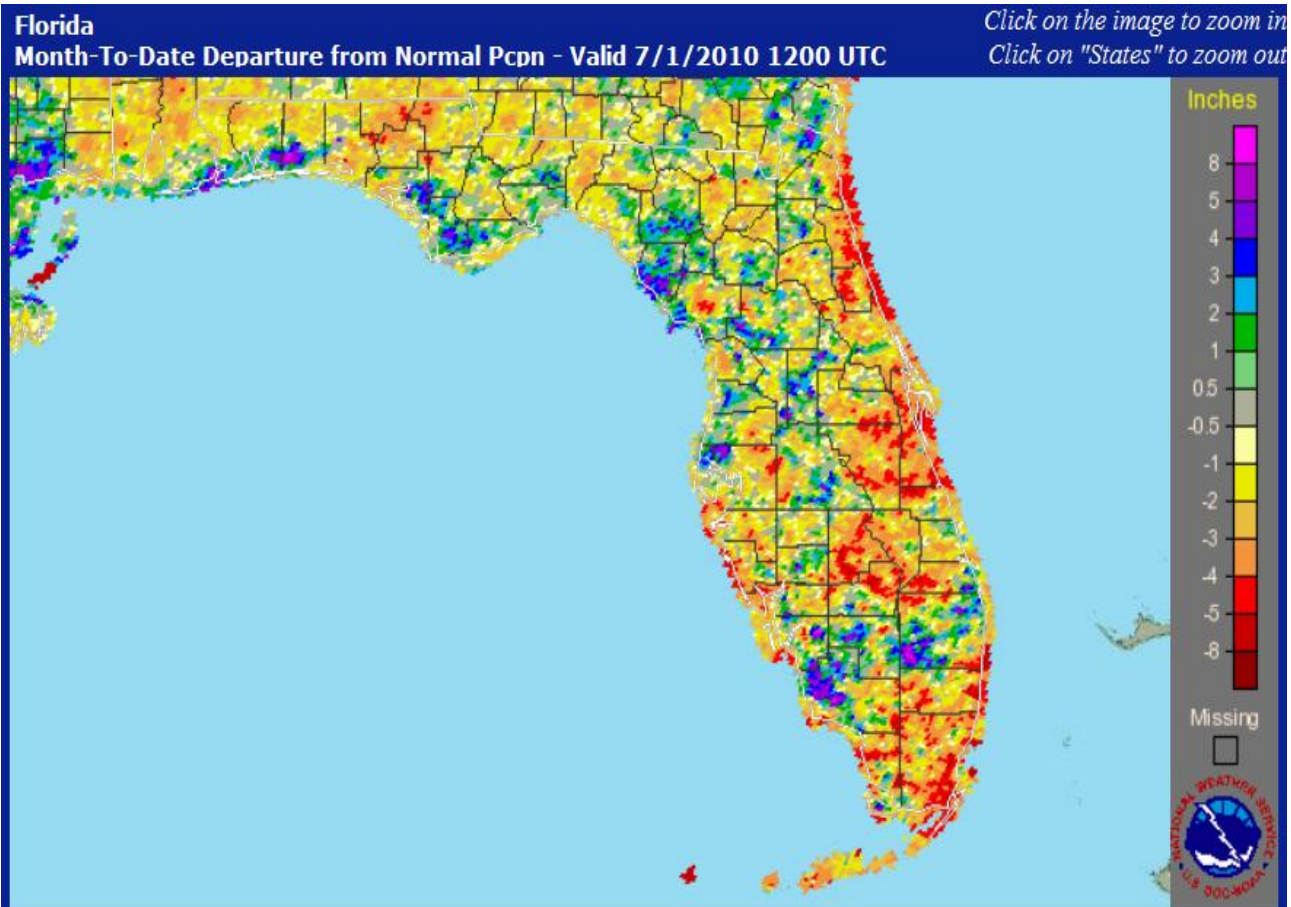 Florida
Month-To-Date Departure from Normal Pcpn - Valid 7/1/2010 1200 UTC
Click on the image to zoom in
Click on "States" to zoom out
Inches
8
5
4
3
2
1
0.5
-0.5
-1
-2
-3
-4
-5
-8
Missing
NATIONAL WEATHER SERVICE
U.S DOC-NOAA